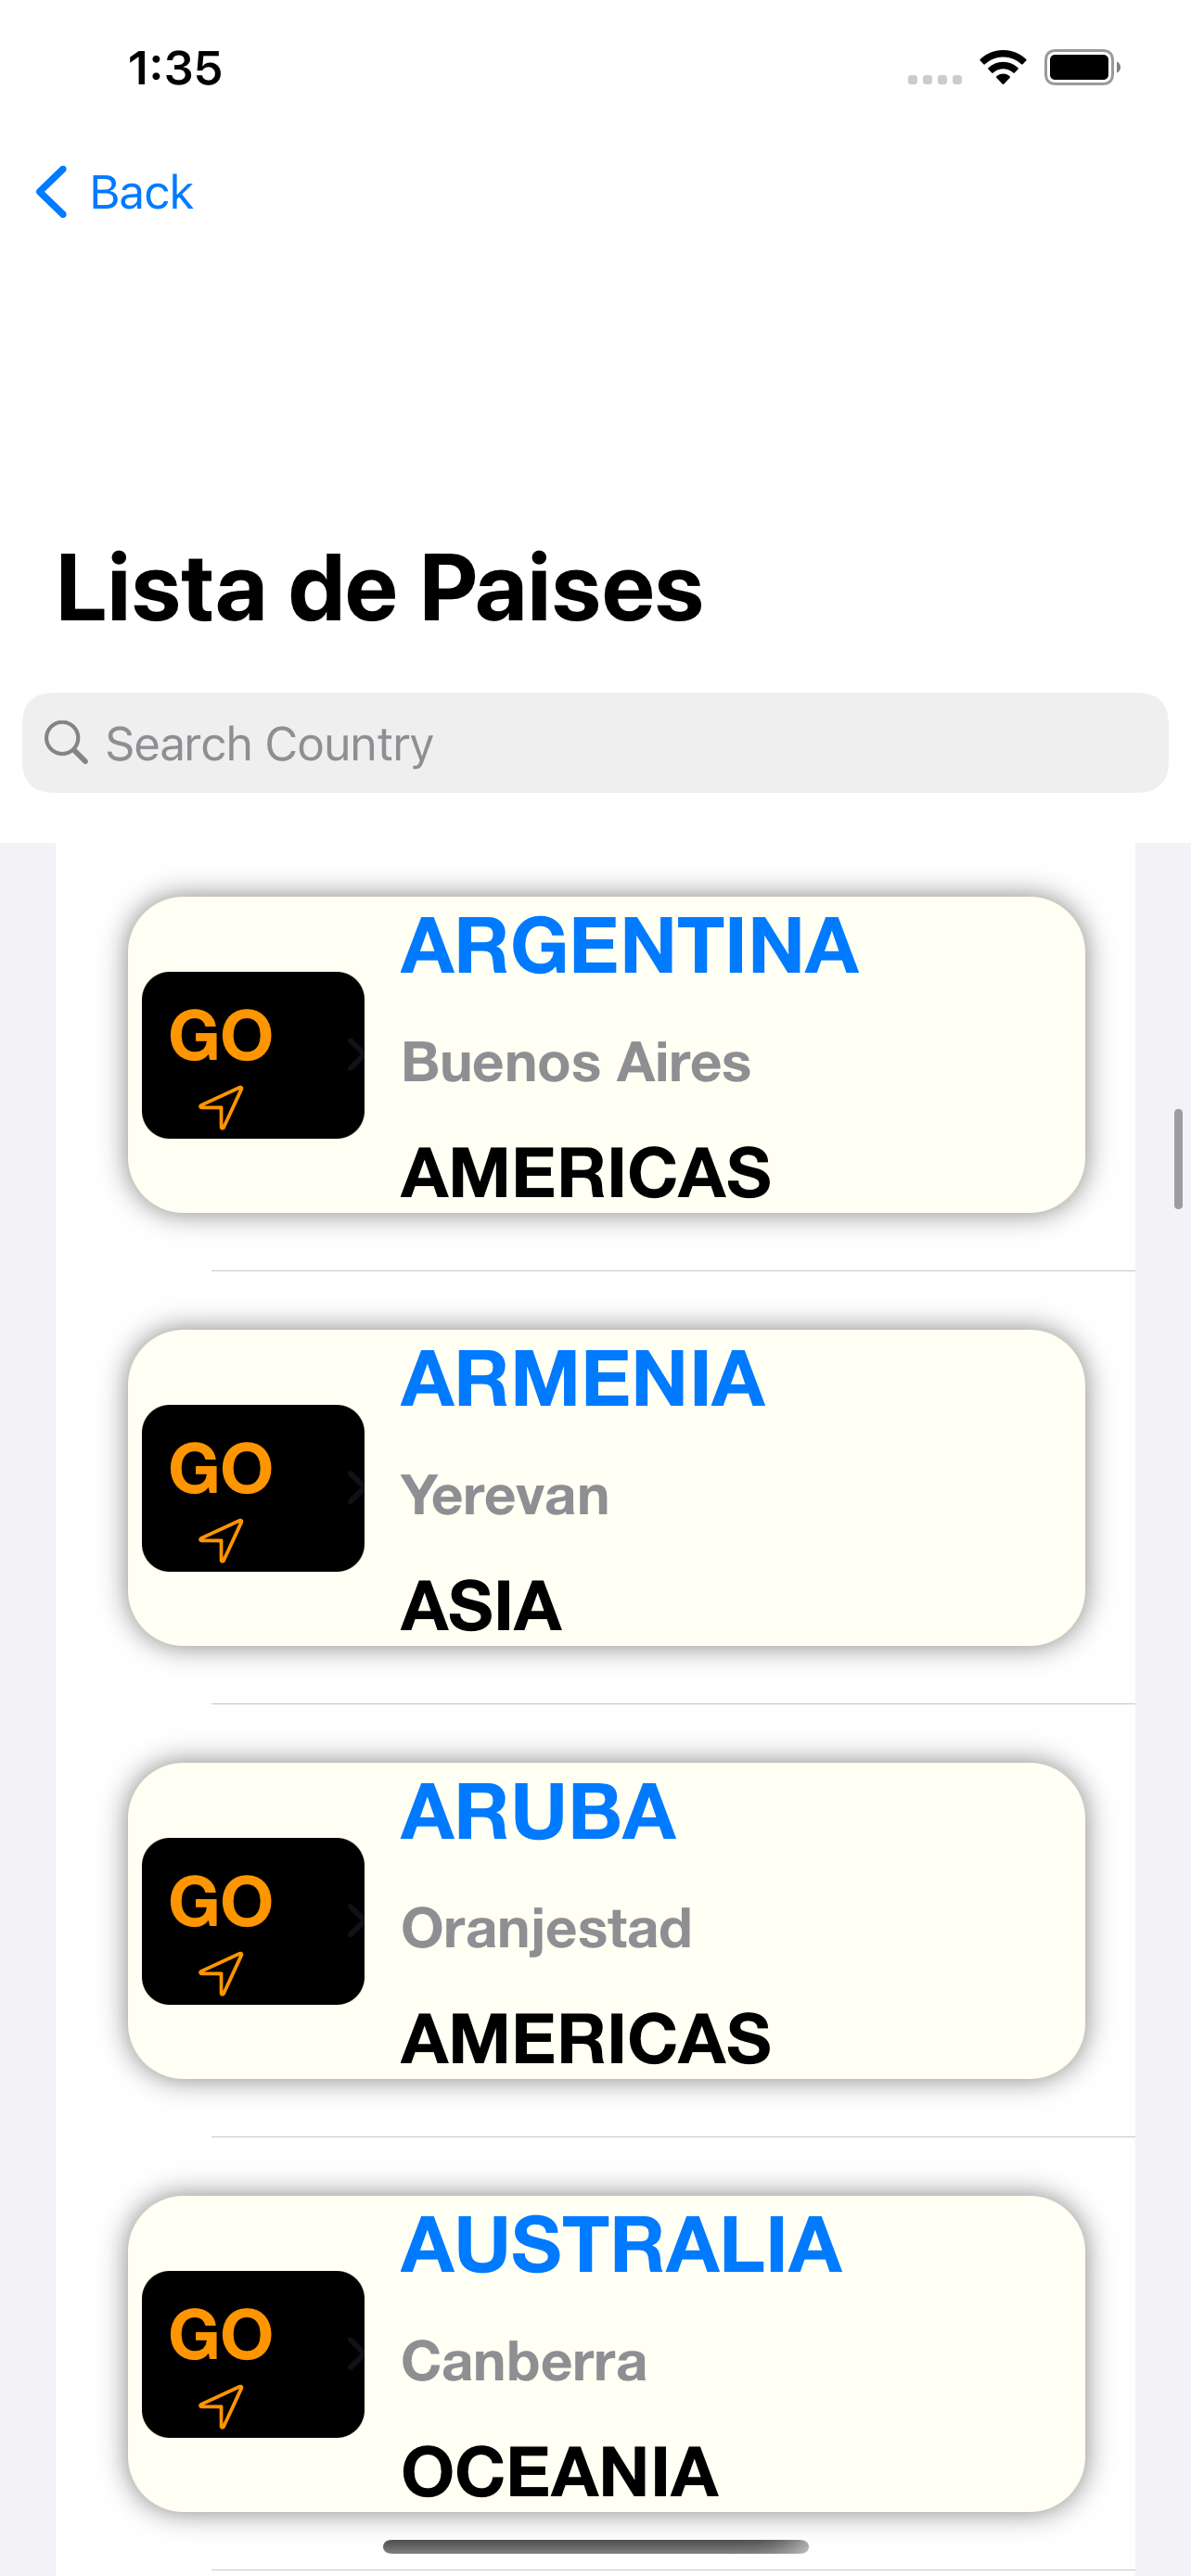 1:35
Back
Lista de Paises
Search Country
ARGENTINA
GO
Buenos Aires
AMERICAS
ARMENIA
GO
Yerevan
ASIA
ARUBA
GO
Oranjestad
AMERICAS
AUSTRALIA
GO
Canberra
OCEANIA